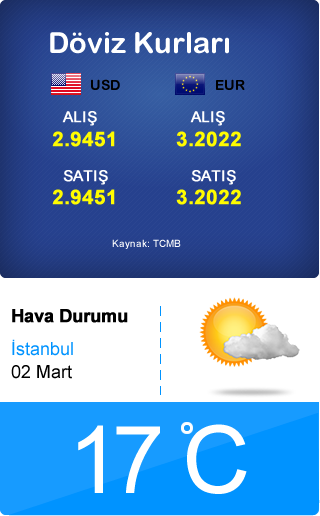 Döviz Kurları
USD EUR
ALIŞ ALIŞ
2.9451 3.2022
SATIŞ SATIŞ
2.9451 3.2022
Kaynak: TCMB
Hava Durumu
İstanbul
02 Mart
17 °C